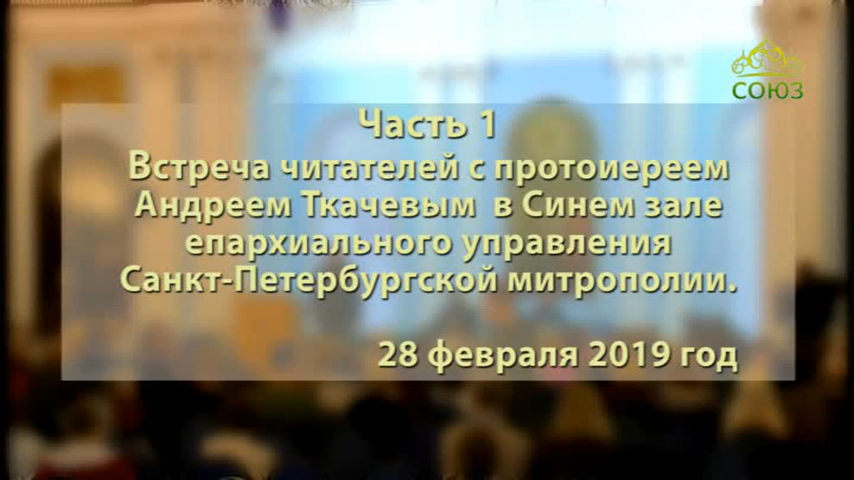 СОЮЗ
Часть 1
Встреча читателей с протоиереем
Андреем Ткачевым в Синем зале
епархиального управления
Санкт-Петербургской митрополии.
28 февраля 2019 год